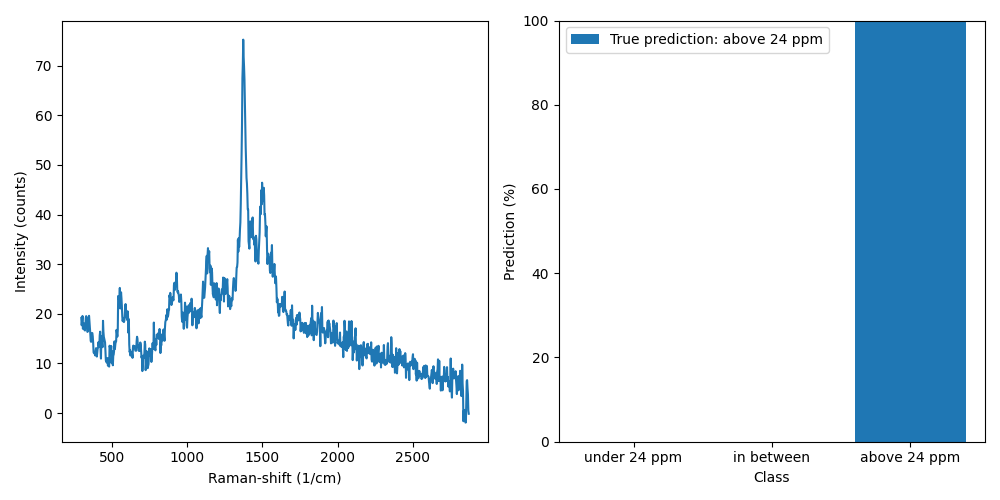 70
60
50
40
30
20
10
0
Intensity (counts)
500 1000 1500 2000 2500
Raman-shift (1/cm)
100
80
60
40
20
0
Prediction (%)
True prediction: above 24 ppm
under 24 ppm in between above 24 ppm
Class